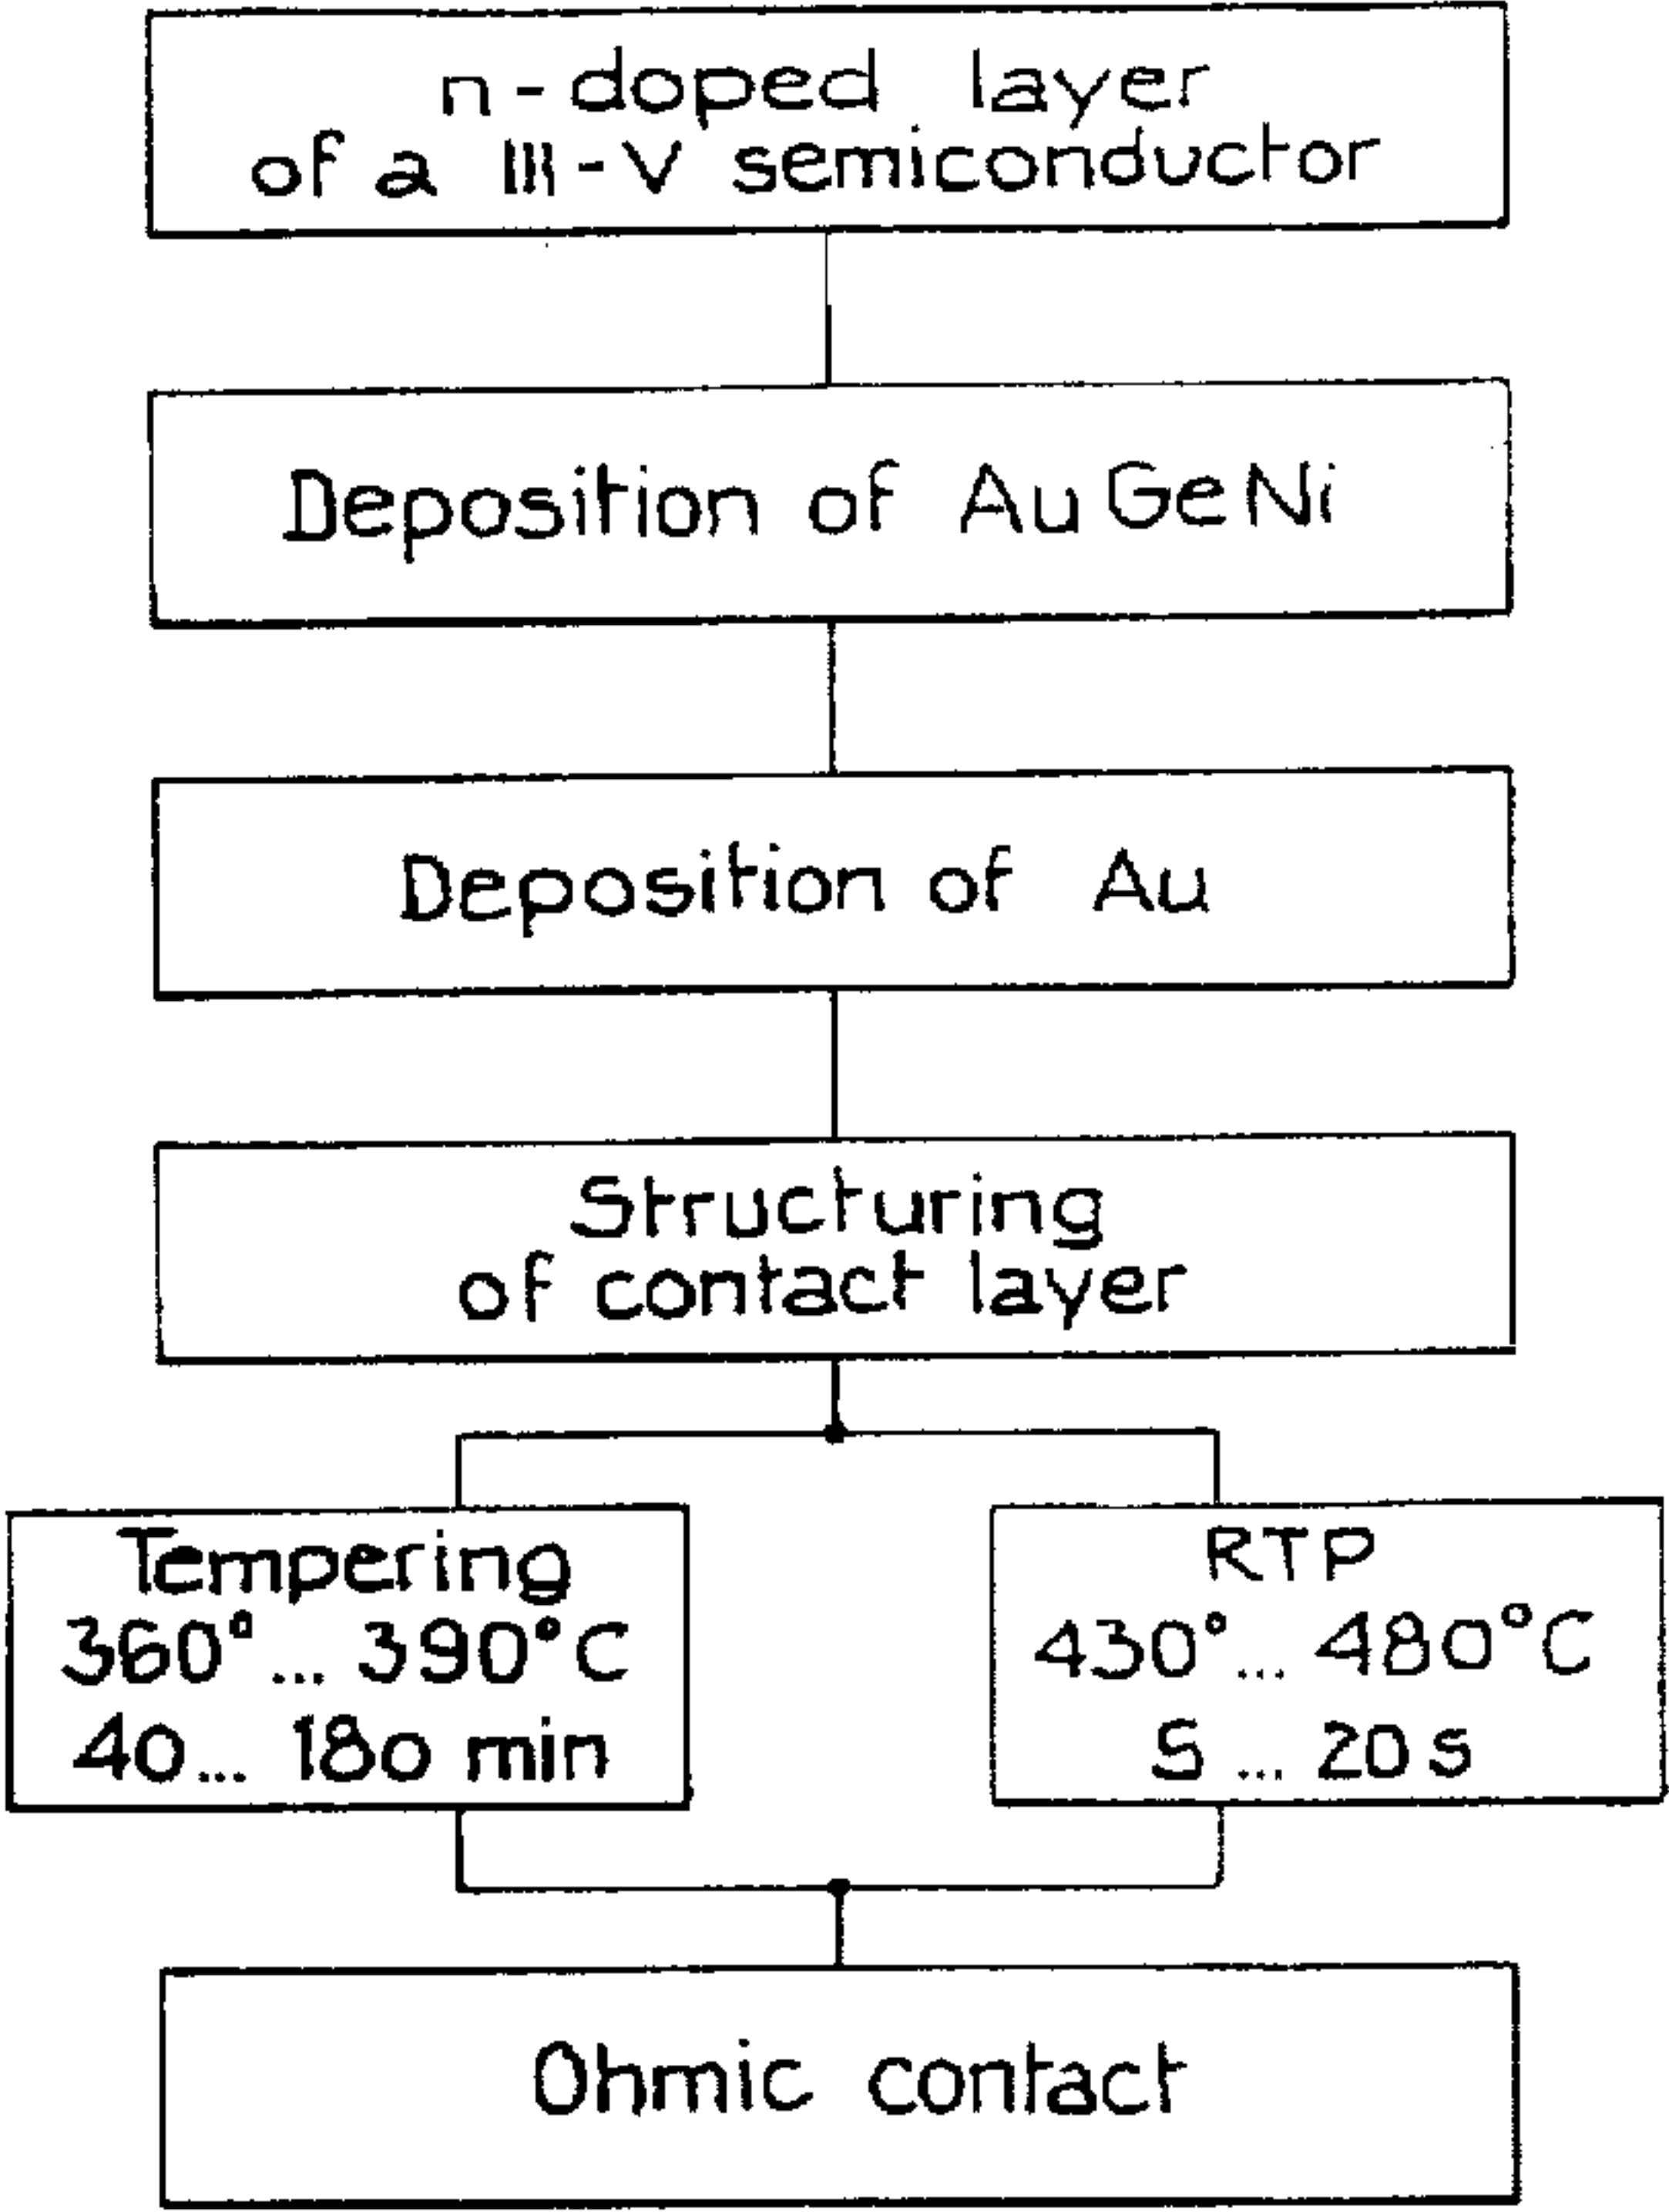 n-doped layer
of a III-V semiconductor
Deposition of AuGeNi
Deposition of Au
Structuring
of contact layer
Tempering
360°... 390°C
40... 180 min
RTP
430°... 480°C
5 ... 20 s
Ohmic contact